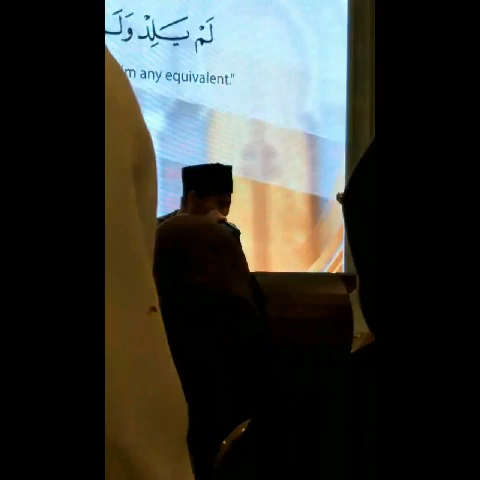 لَمْ يَلِدْ وَلَـ
m any equivalent."